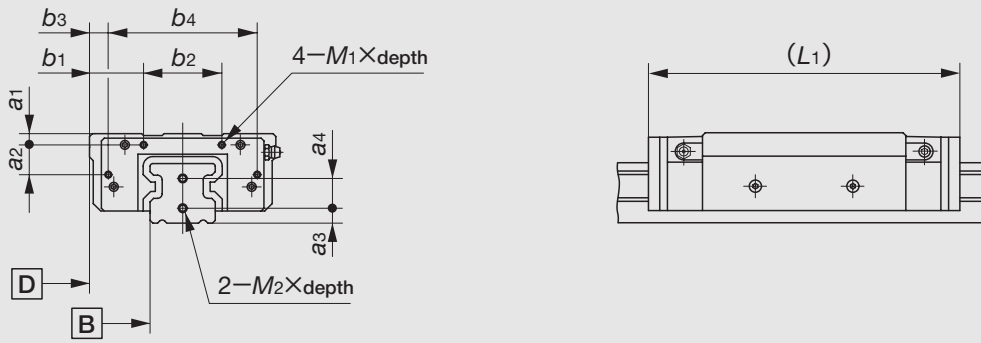 b3 b4
b1 b2 4−M1×depth
(L1)
a1
a2
a4
a3
D
2−M2×depth
B